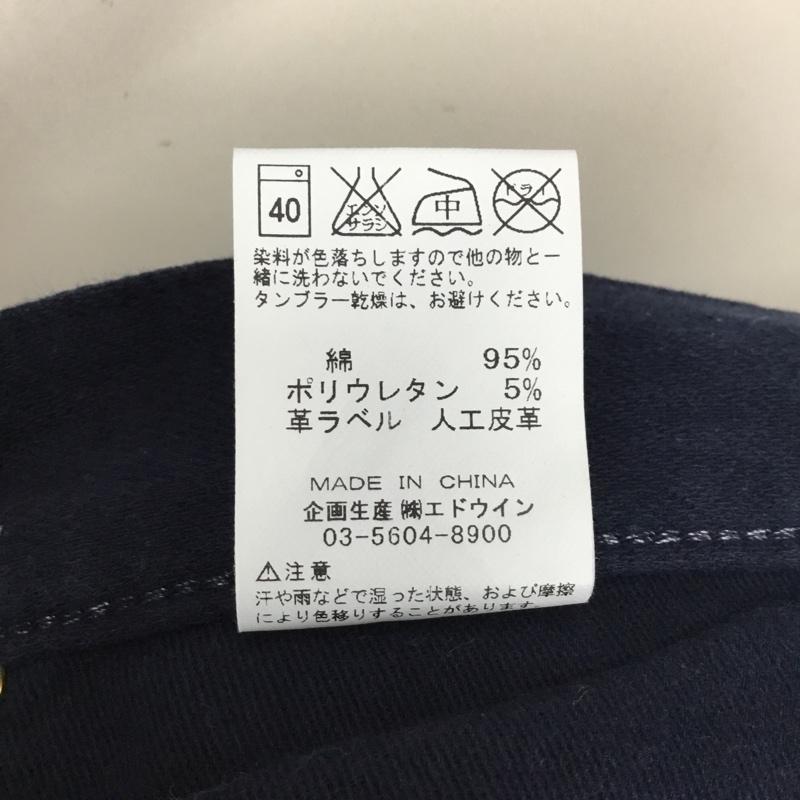 40 エンソ サラシ 中 ドライ
染料が色落ちしますので他の物と一
緒に洗わないでください。
タンブラー乾燥は、お避けください。
綿 95%
ポリウレタン 5%
革ラベル 人工皮革
MADE IN CHINA
企画生産㈱エドウイン
03-5604-8900
⚠注意
汗や雨などで湿った状態、および摩擦
により色移りすることがあります